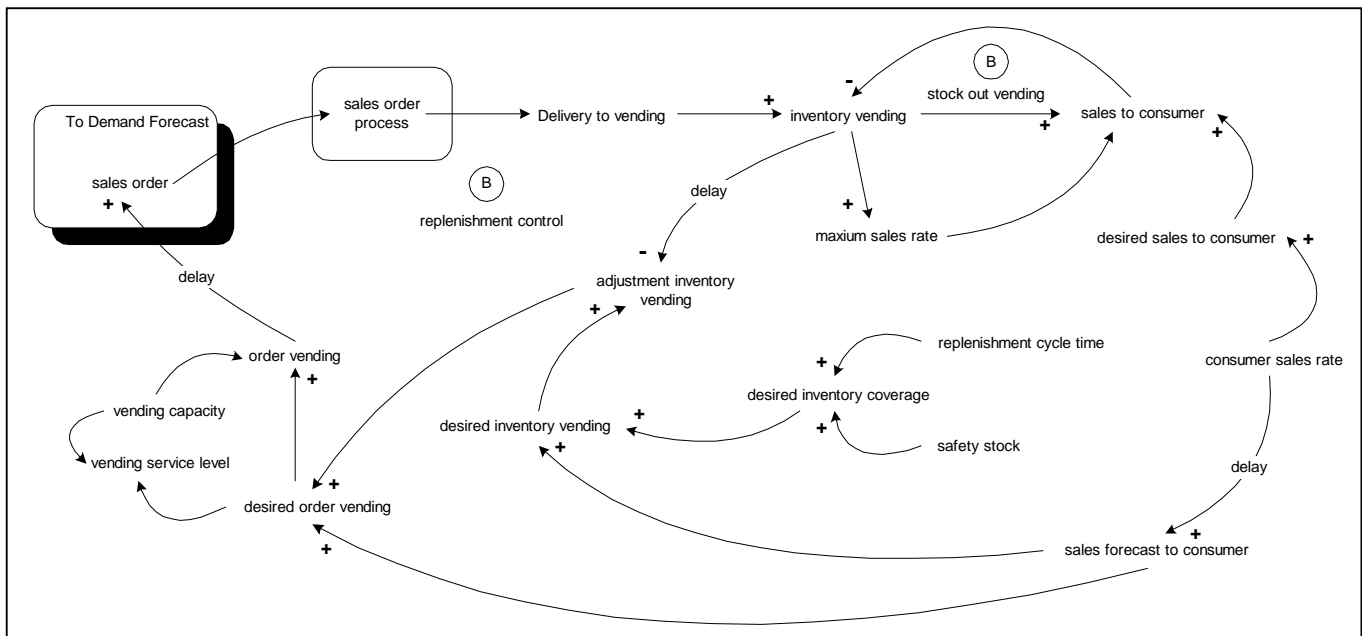 B
-
sales order
process
+
Delivery to vending
inventory vending
stock out vending
sales to consumer
To Demand Forecast
+
+
sales order
B
delay
+
+
replenishment control
maxium sales rate
desired sales to consumer
+
-
delay
adjustment inventory
vending
+
replenishment cycle time
order vending
+
consumer sales rate
+
desired inventory coverage
vending capacity
+
desired inventory vending
+
+
safety stock
vending service level
delay
+
desired order vending
+
+
sales forecast to consumer